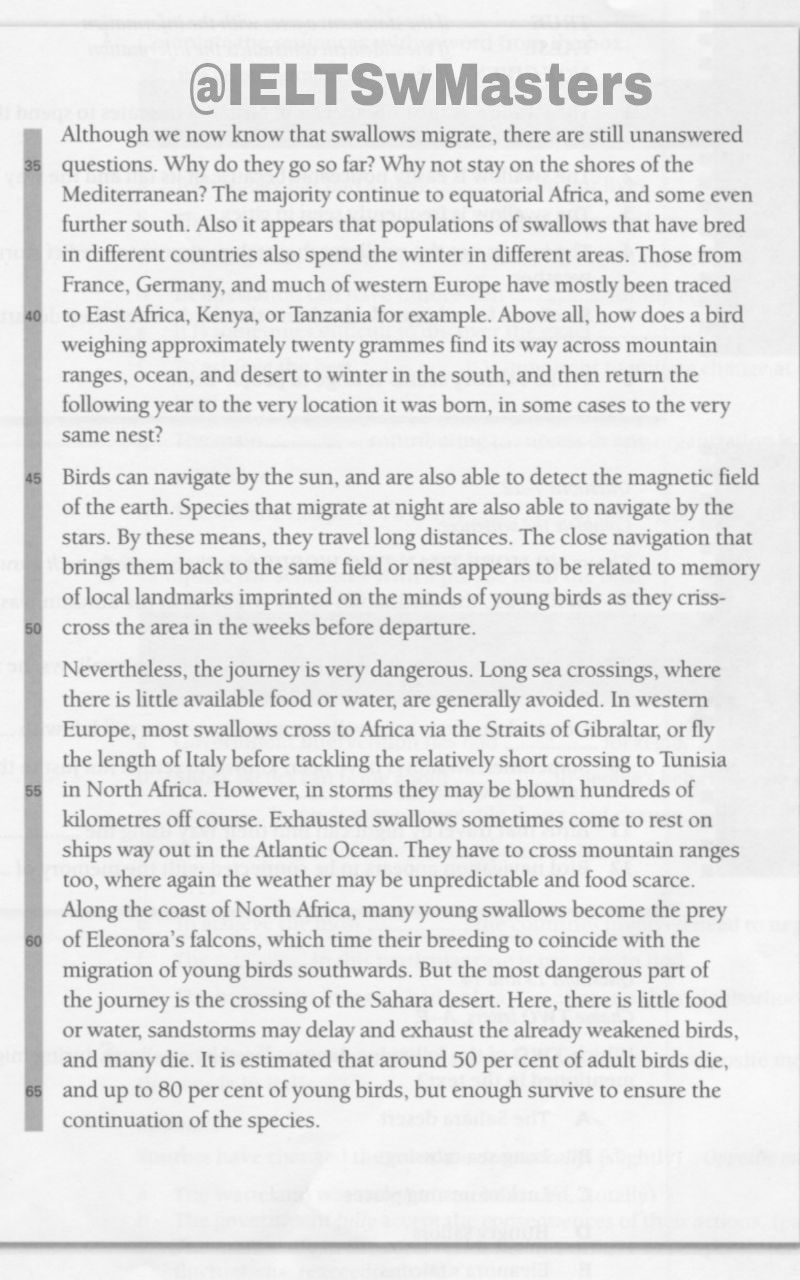 @IELTSwMasters
Although we now know that swallows migrate, there are still unanswered
35 questions. Why do they go so far? Why not stay on the shores of the
Mediterranean? The majority continue to equatorial Africa, and some even
further south. Also it appears that populations of swallows that have bred
in different countries also spend the winter in different areas. Those from
France, Germany, and much of western Europe have mostly been traced
40 to East Africa, Kenya, or Tanzania for example. Above all, how does a bird
weighing approximately twenty grammes find its way across mountain
ranges, ocean, and desert to winter in the south, and then return the
following year to the very location it was born, in some cases to the very
same nest?
45 Birds can navigate by the sun, and are also able to detect the magnetic field
of the earth. Species that migrate at night are also able to navigate by the
stars. By these means, they travel long distances. The close navigation that
brings them back to the same field or nest appears to be related to memory
of local landmarks imprinted on the minds of young birds as they criss-
50 cross the area in the weeks before departure.
Nevertheless, the journey is very dangerous. Long sea crossings, where
there is little available food or water, are generally avoided. In western
Europe, most swallows cross to Africa via the Straits of Gibraltar, or fly
the length of Italy before tackling the relatively short crossing to Tunisia
55 in North Africa. However, in storms they may be blown hundreds of
kilometres off course. Exhausted swallows sometimes come to rest on
ships way out in the Atlantic Ocean. They have to cross mountain ranges
too, where again the weather may be unpredictable and food scarce.
Along the coast of North Africa, many young swallows become the prey
60 of Eleonora's falcons, which time their breeding to coincide with the
migration of young birds southwards. But the most dangerous part of
the journey is the crossing of the Sahara desert. Here, there is little food
or water, sandstorms may delay and exhaust the already weakened birds,
and many die. It is estimated that around 50 per cent of adult birds die,
65 and up to 80 per cent of young birds, but enough survive to ensure the
continuation of the species.